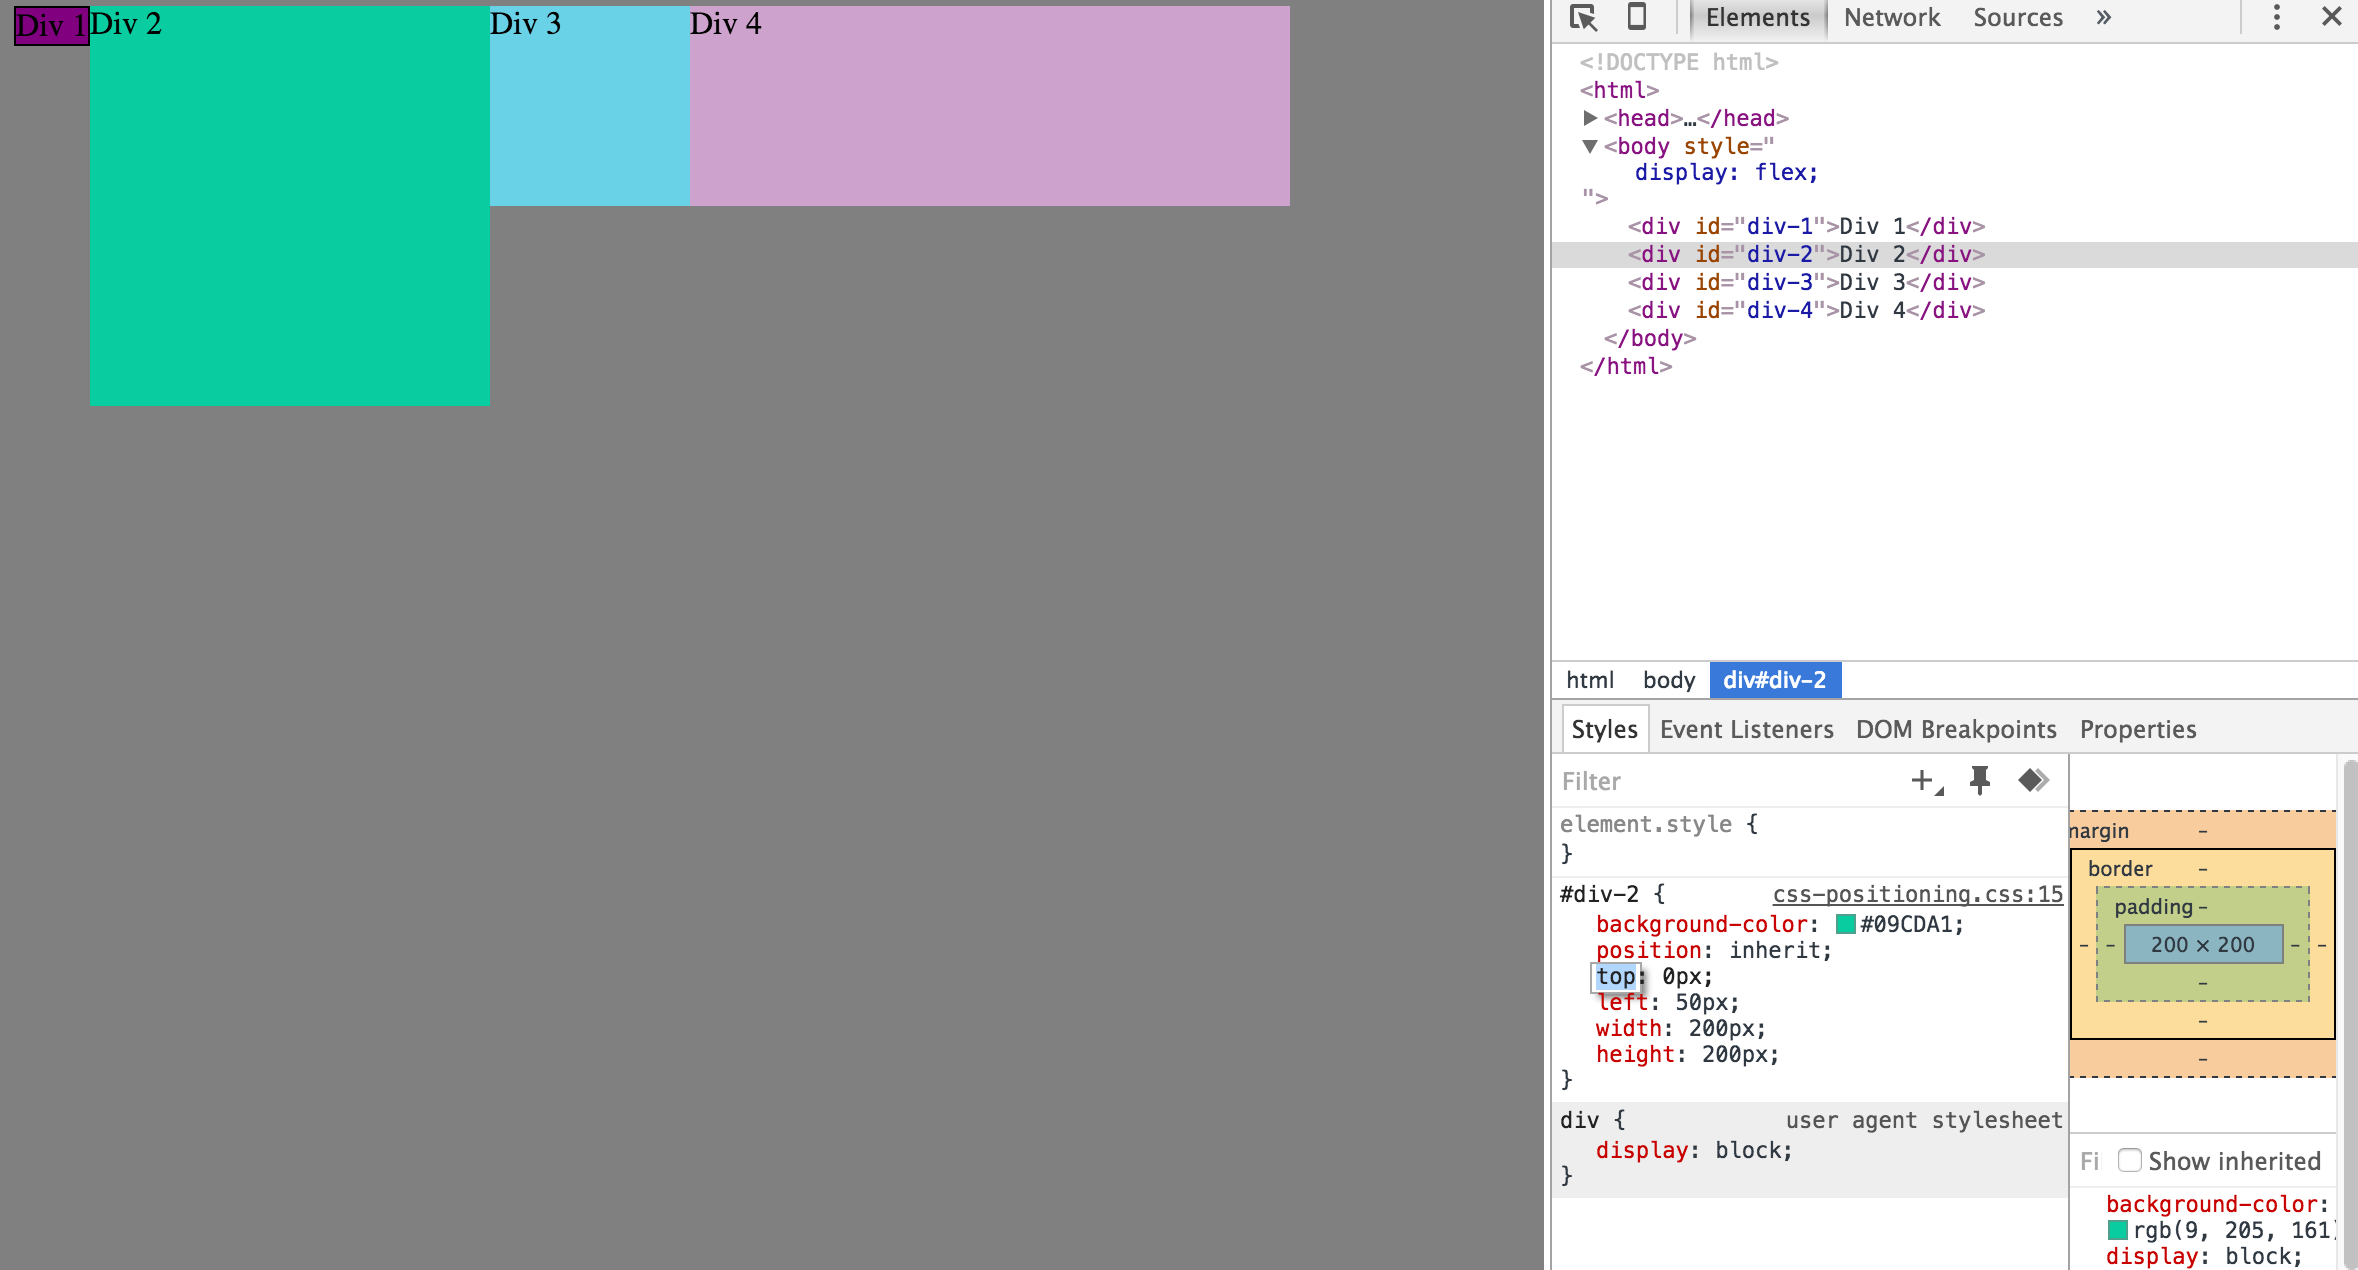 Div 1
Div 2
Div 3
Div 4
Elements Network Sources »
<!DOCTYPE html>
<html>
<head>…</head>
<body style="
display: flex;
">
<div id="div-1">Div 1</div>
<div id="div-2">Div 2</div>
<div id="div-3">Div 3</div>
<div id="div-4">Div 4</div>
</body>
</html>
html body div#div-2
Styles Event Listeners DOM Breakpoints Properties
Filter
element.style {
}
#div-2 { css-positioning.css:15
background-color: #09CDA1;
position: inherit;
top: 0px;
left: 50px;
width: 200px;
height: 200px;
}
div { user agent stylesheet
display: block;
}
margin -
border -
padding -
- - 200 × 200 - -
-
-
-
Fi Show inherited
background-color:
rgb(9, 205, 161)
display: block;